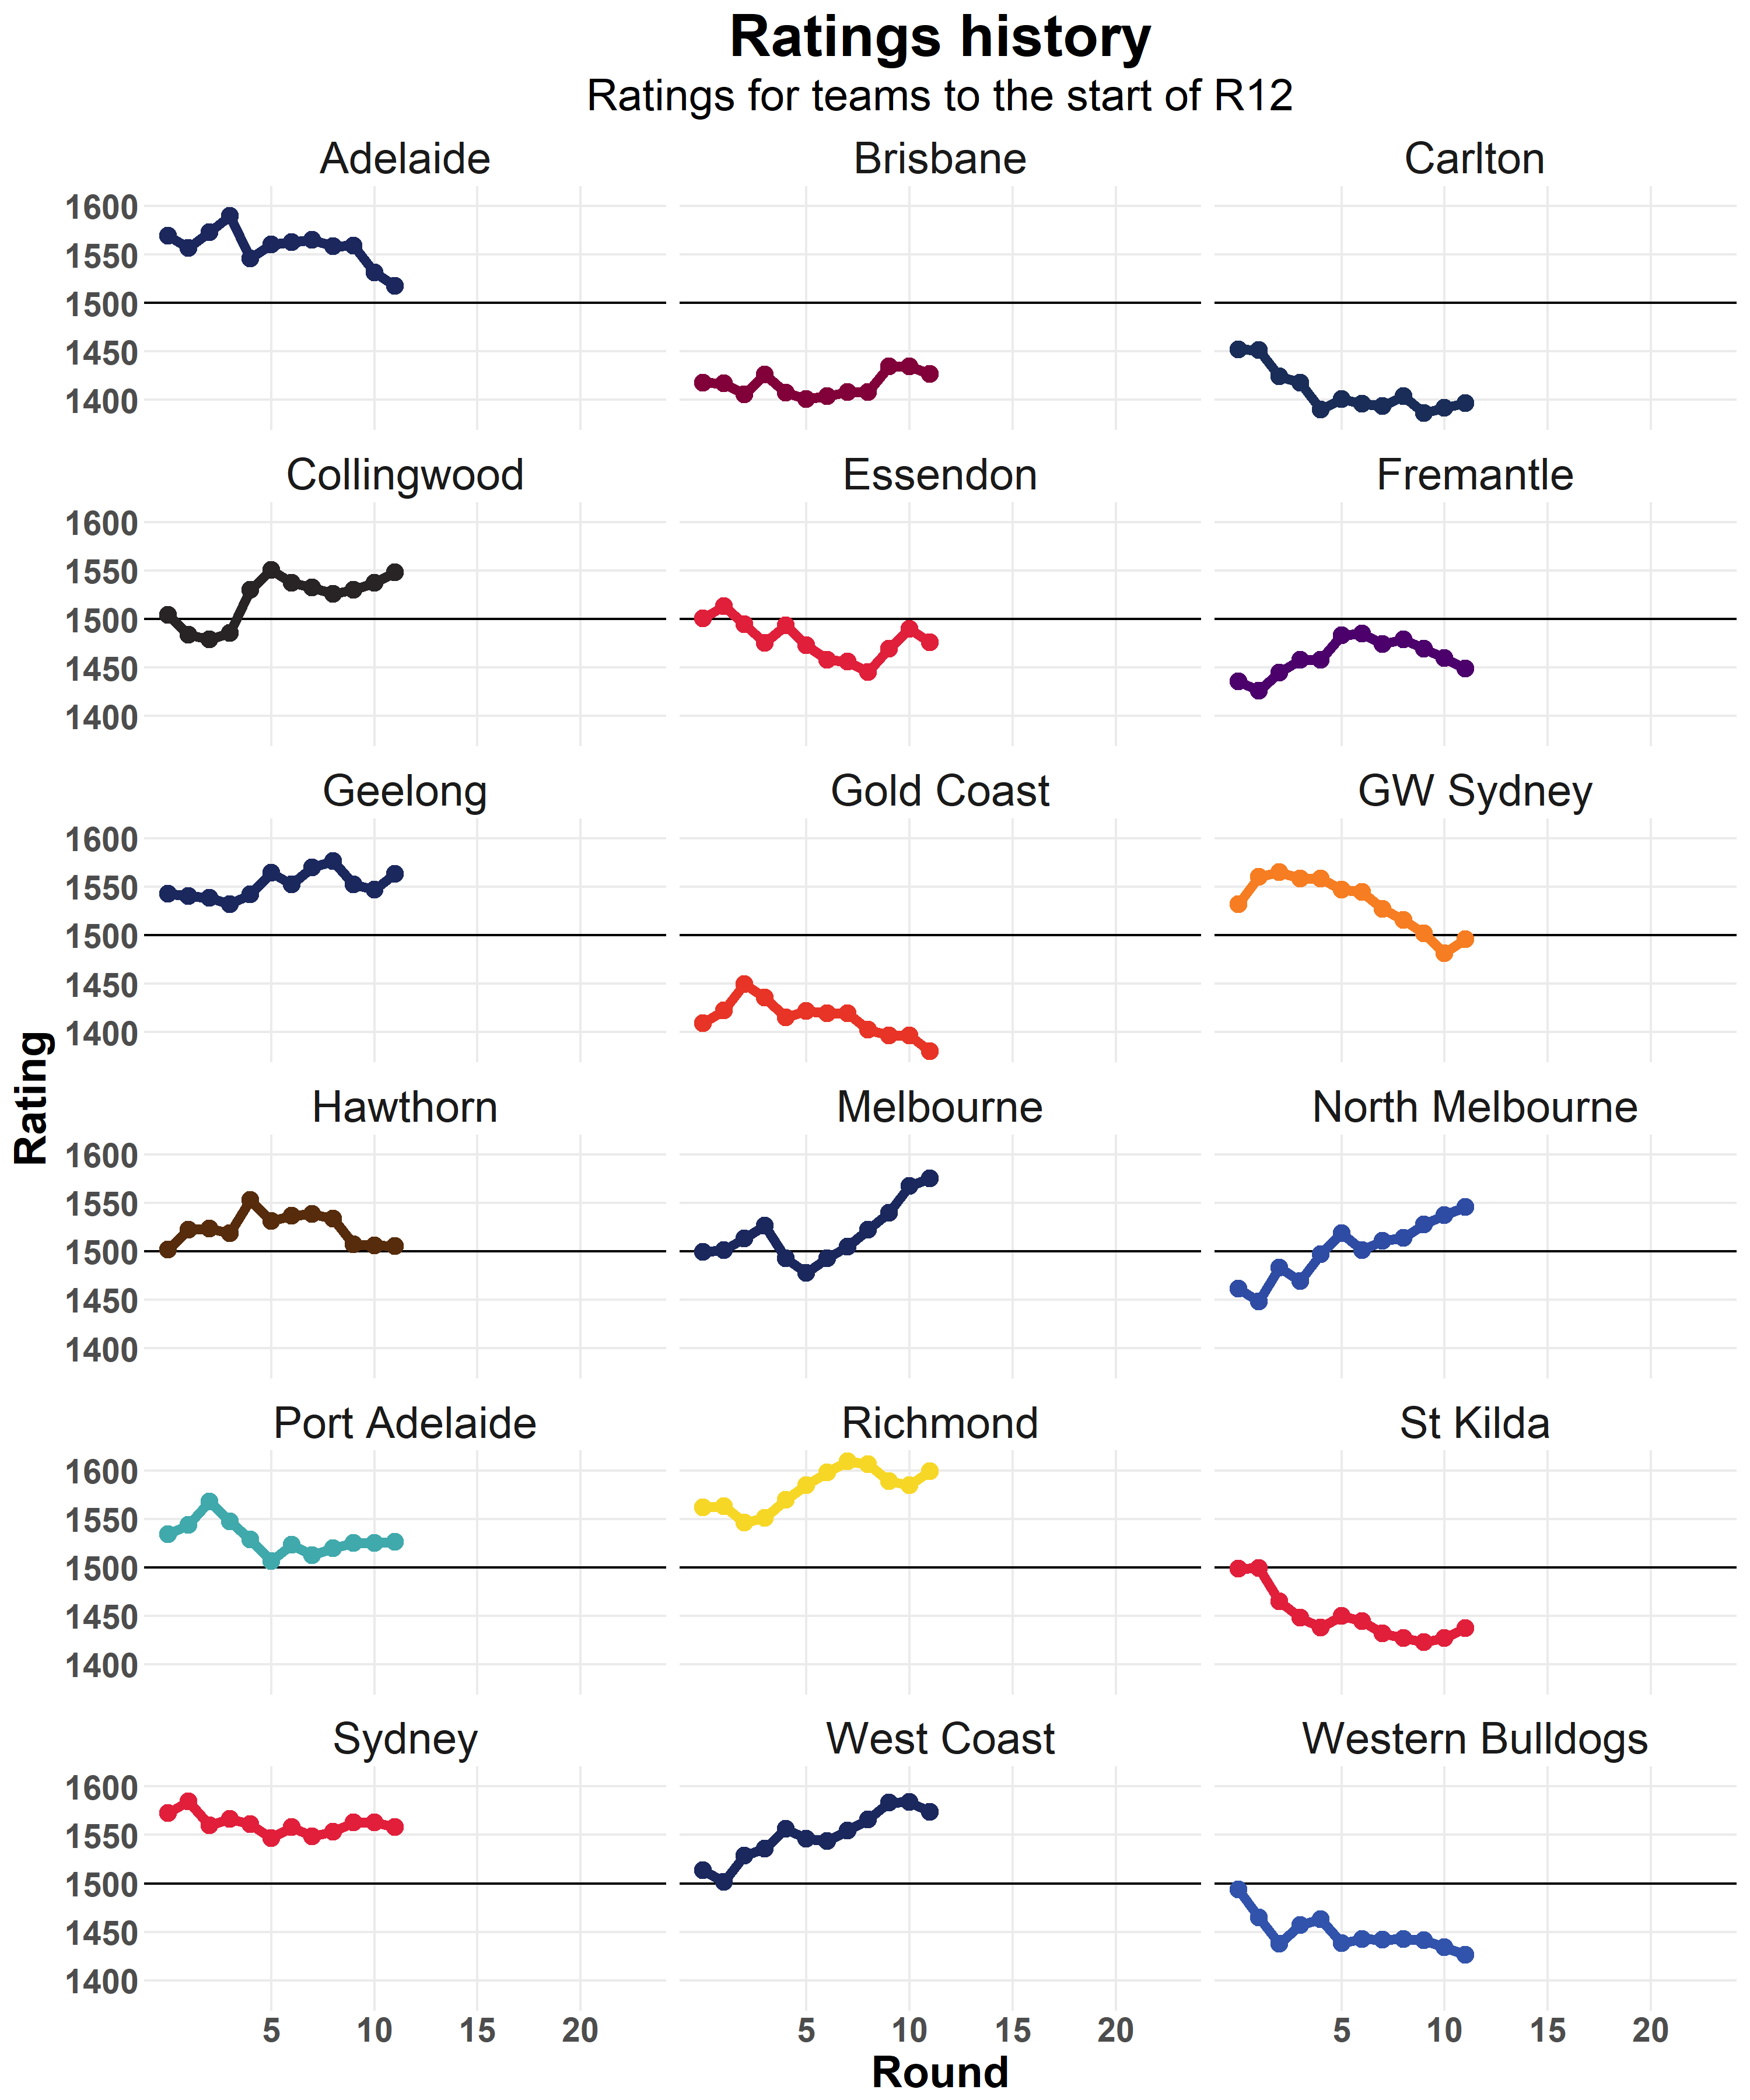 Ratings history
Ratings for teams to the start of R12
Adelaide Brisbane Carlton
1600
1550
1500
1450
1400
Collingwood Essendon Fremantle
1600
1550
1500
1450
1400
Geelong Gold Coast GW Sydney
1600
1550
1500
1450
1400
Rating
Hawthorn Melbourne North Melbourne
1600
1550
1500
1450
1400
Port Adelaide Richmond St Kilda
1600
1550
1500
1450
1400
Sydney West Coast Western Bulldogs
1600
1550
1500
1450
1400
5 10 15 20 5 10 15 20 5 10 15 20
Round